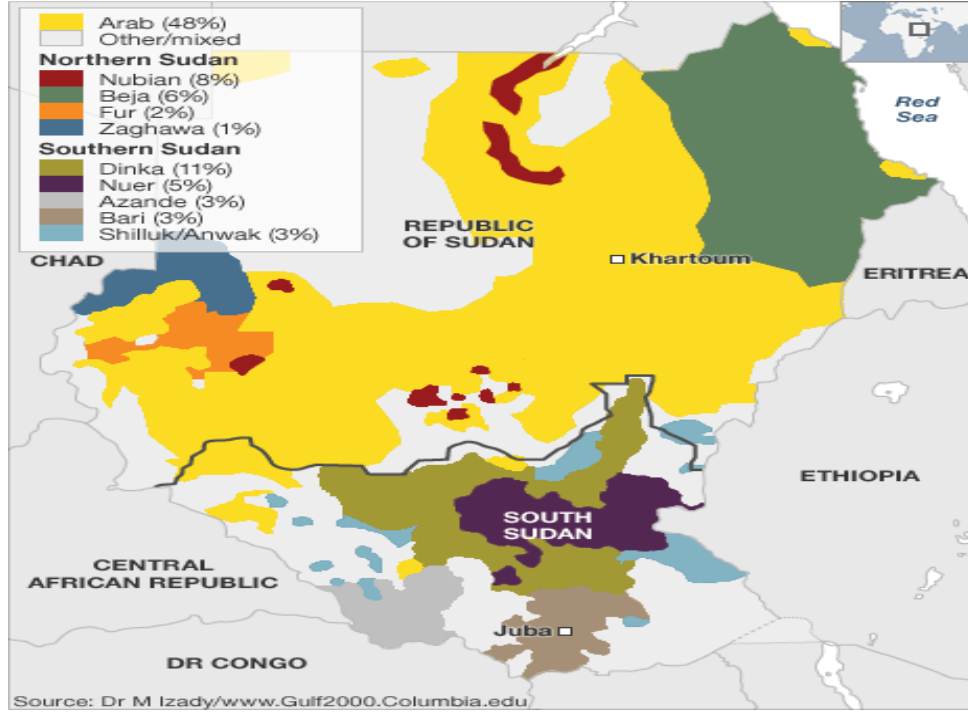 Arab (48%)
Other/mixed
Northern Sudan
Nubian (8%)
Beja (6%)
Fur (2%)
Zaghawa (1%)
Southern Sudan
Dinka (11%)
Nuer (5%)
Azande (3%)
Bari (3%)
Shilluk/Anwak (3%)
Red
Sea
REPUBLIC
OF SUDAN
Khartoum
CHAD
ERITREA
ETHIOPIA
SOUTH
SUDAN
CENTRAL
AFRICAN REPUBLIC
Juba
DR CONGO
Source: Dr M Izady/www.Gulf2000.Columbia.edu